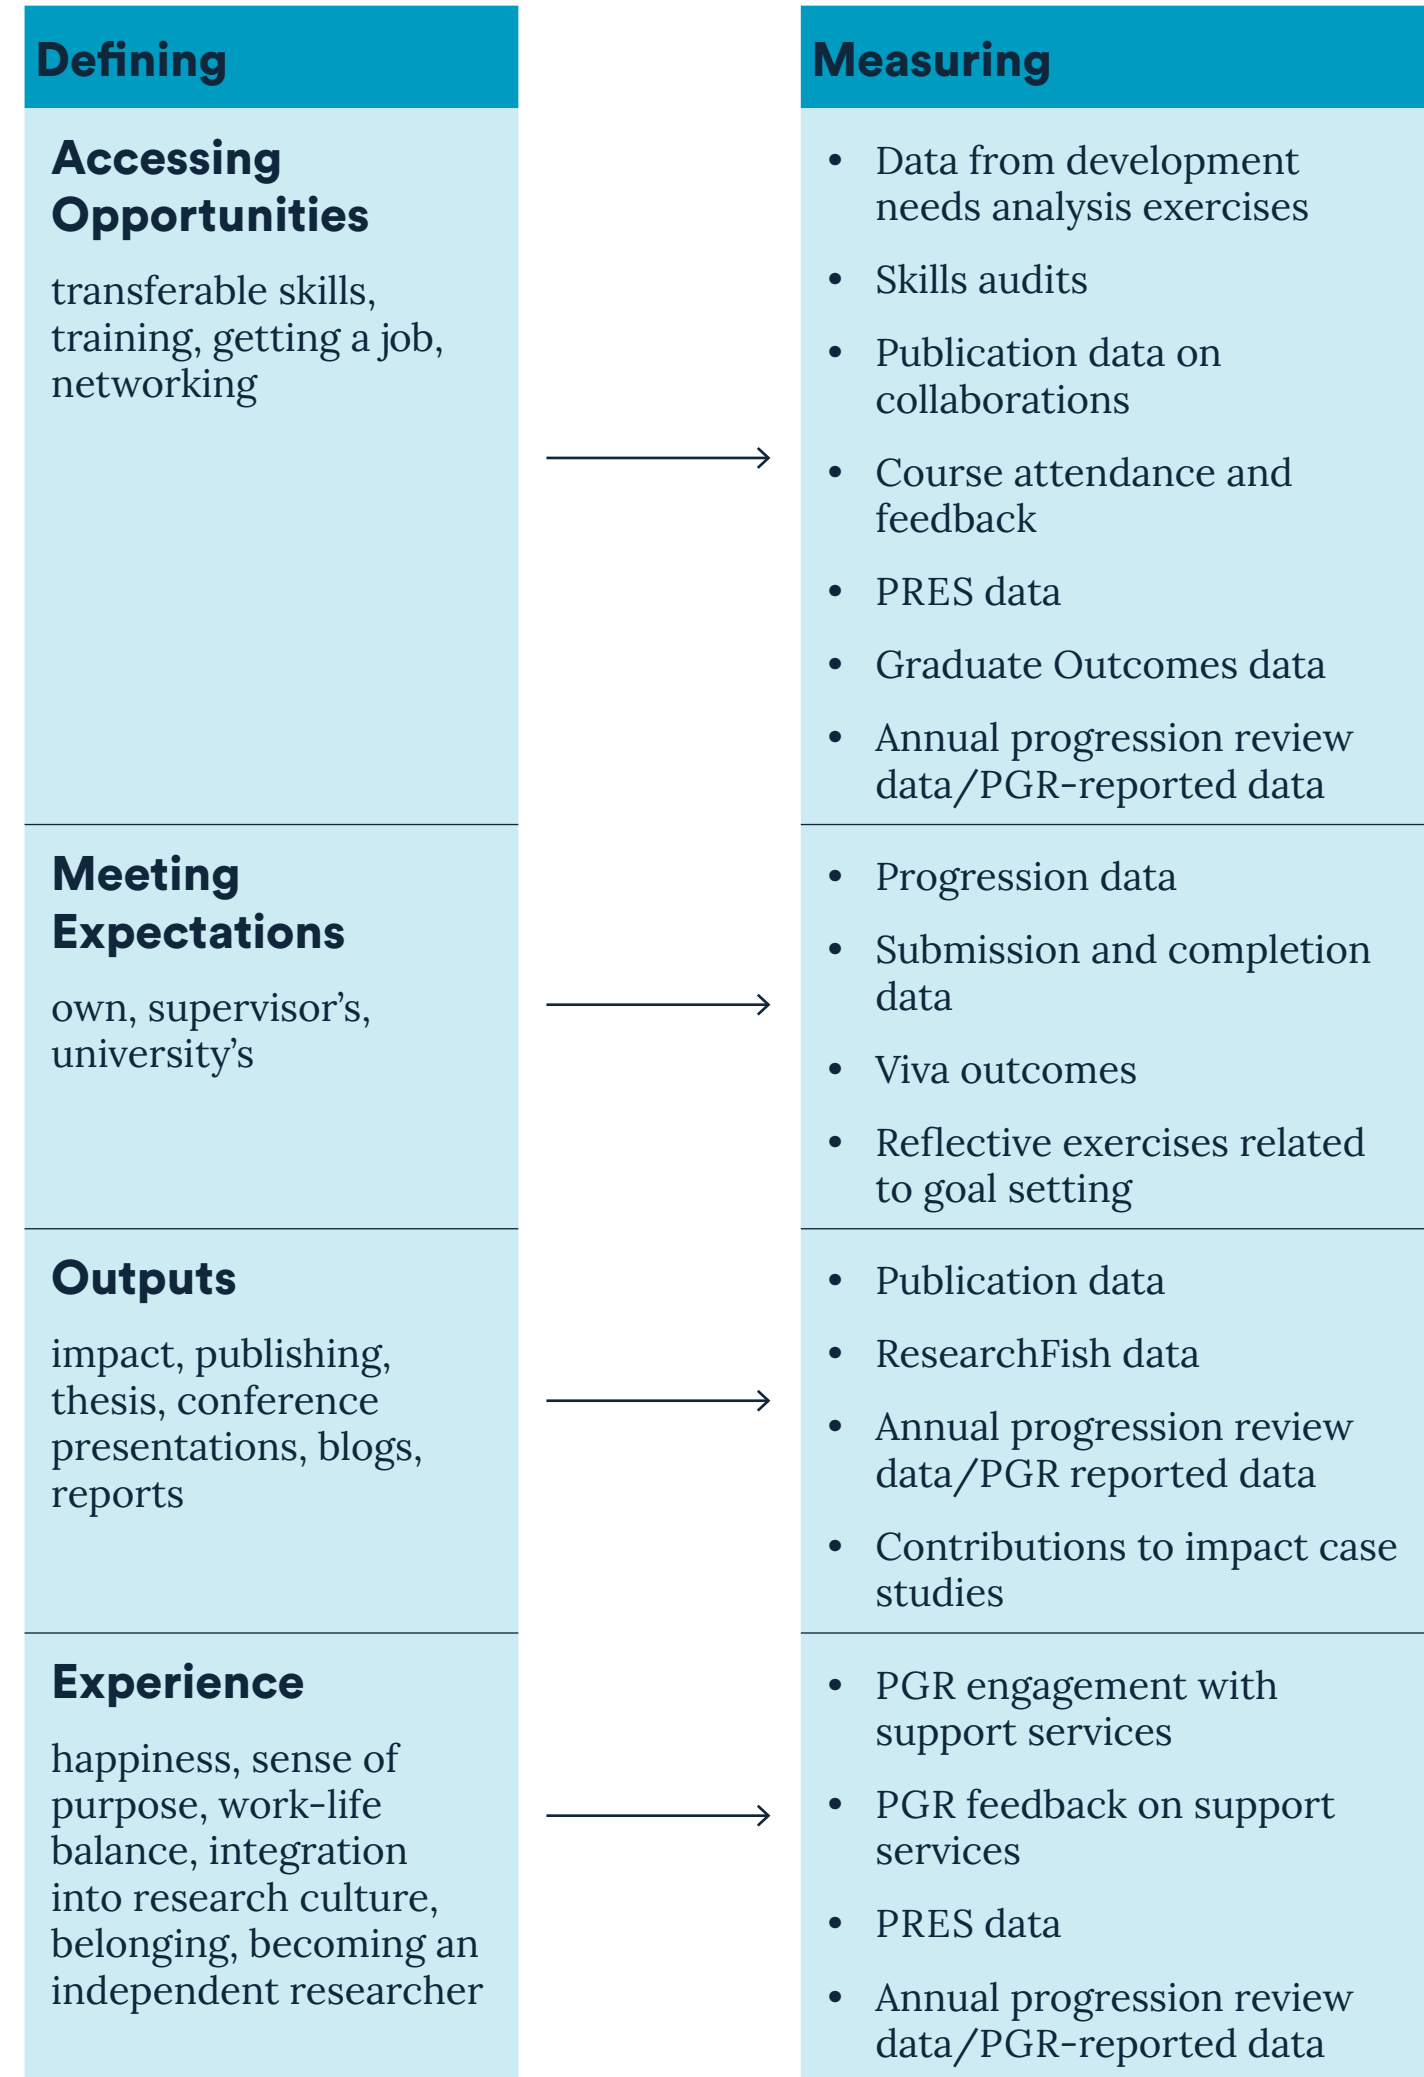 Defining
Measuring
Accessing
Opportunities
transferable skills,
training, getting a job,
networking
• Data from development
needs analysis exercises
• Skills audits
• Publication data on
collaborations
• Course attendance and
feedback
• PRES data
• Graduate Outcomes data
• Annual progression review
data/PGR-reported data
Meeting
Expectations
own, supervisor’s,
university’s
• Progression data
• Submission and completion
data
• Viva outcomes
• Reflective exercises related
to goal setting
Outputs
impact, publishing,
thesis, conference
presentations, blogs,
reports
• Publication data
• ResearchFish data
• Annual progression review
data/PGR reported data
• Contributions to impact case
studies
Experience
happiness, sense of
purpose, work-life
balance, integration
into research culture,
belonging, becoming an
independent researcher
• PGR engagement with
support services
• PGR feedback on support
services
• PRES data
• Annual progression review
data/PGR-reported data